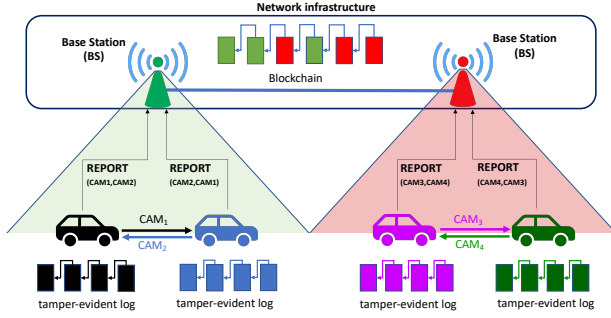 Network infrastructure
Base Station
(BS)
Base Station
(BS)
Blockchain
REPORT
(CAM1,CAM2)
REPORT
(CAM2,CAM1)
REPORT
(CAM3,CAM4)
REPORT
(CAM4,CAM3)
CAM₁
CAM₂
CAM₃
CAM₄
tamper-evident log
tamper-evident log
tamper-evident log
tamper-evident log